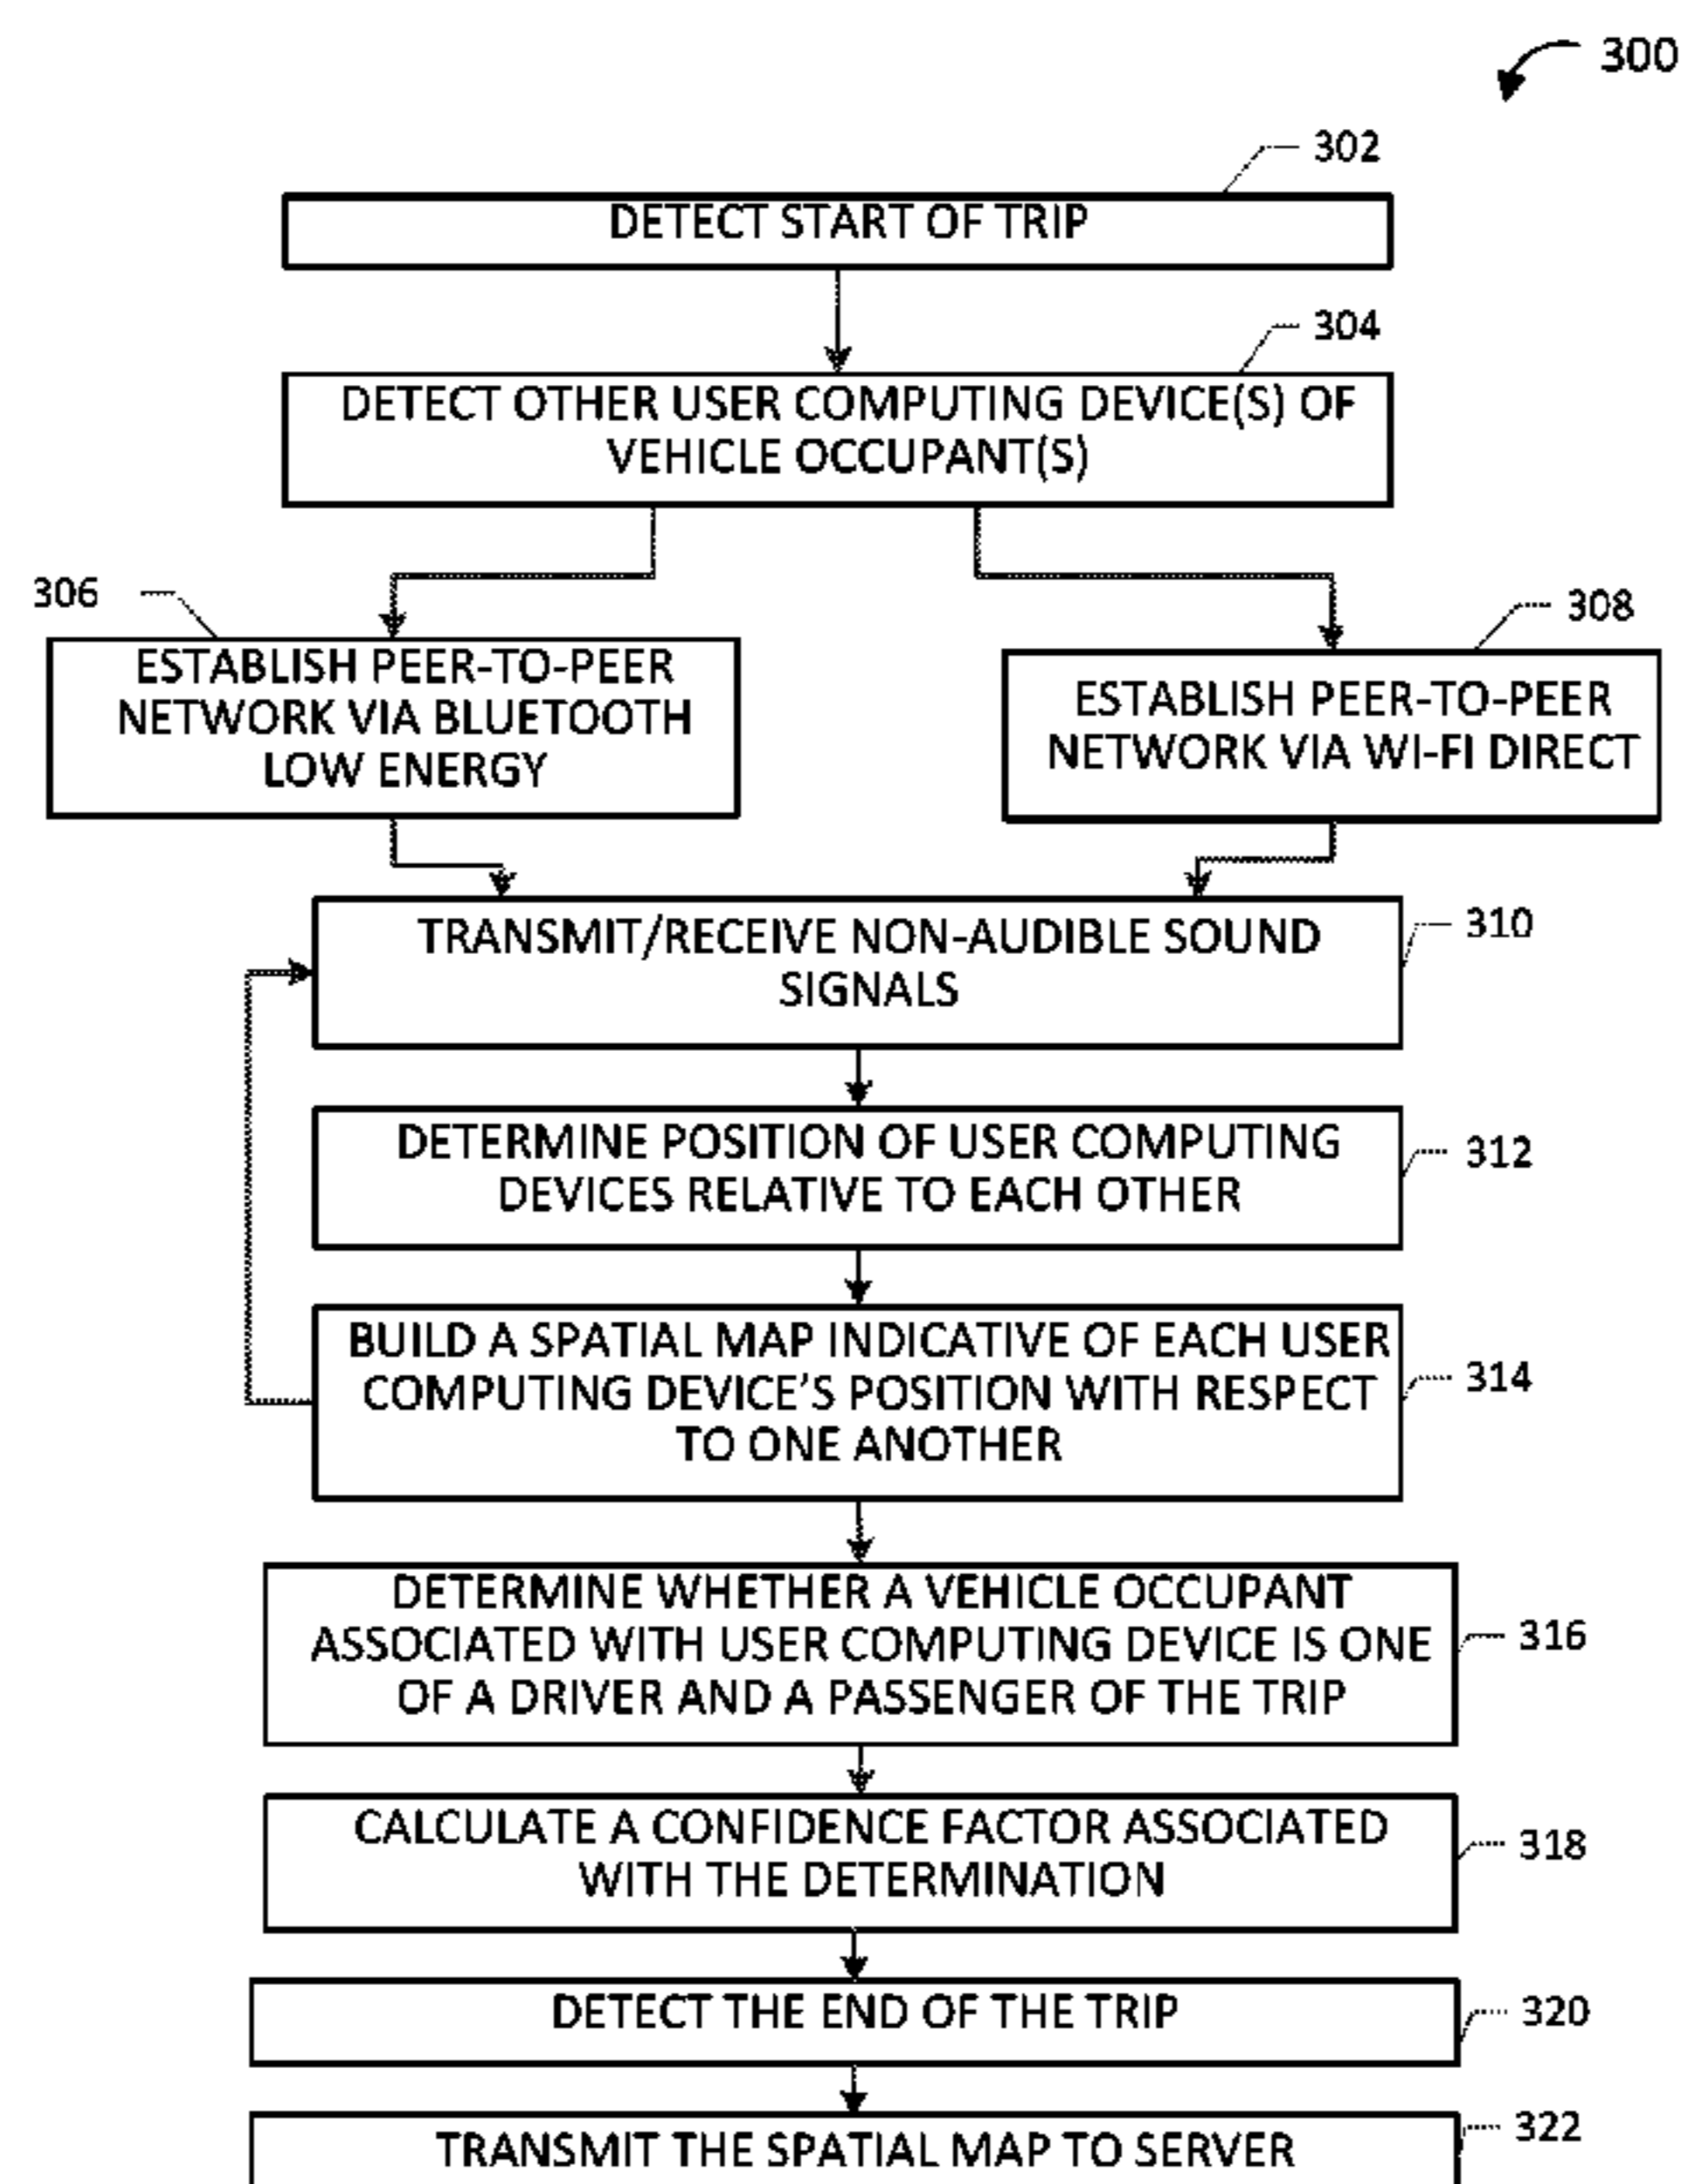 300
302
DETECT START OF TRIP
304
DETECT OTHER USER COMPUTING DEVICE(S) OF
VEHICLE OCCUPANT(S)
306
ESTABLISH PEER-TO-PEER
NETWORK VIA BLUETOOTH
LOW ENERGY
308
ESTABLISH PEER-TO-PEER
NETWORK VIA WI-FI DIRECT
TRANSMIT/RECEIVE NON-AUDIBLE SOUND
SIGNALS
310
DETERMINE POSITION OF USER COMPUTING
DEVICES RELATIVE TO EACH OTHER
312
BUILD A SPATIAL MAP INDICATIVE OF EACH USER
COMPUTING DEVICE'S POSITION WITH RESPECT
TO ONE ANOTHER
314
DETERMINE WHETHER A VEHICLE OCCUPANT
ASSOCIATED WITH USER COMPUTING DEVICE IS ONE
OF A DRIVER AND A PASSENGER OF THE TRIP
316
CALCULATE A CONFIDENCE FACTOR ASSOCIATED
WITH THE DETERMINATION
318
DETECT THE END OF THE TRIP
320
TRANSMIT THE SPATIAL MAP TO SERVER
322